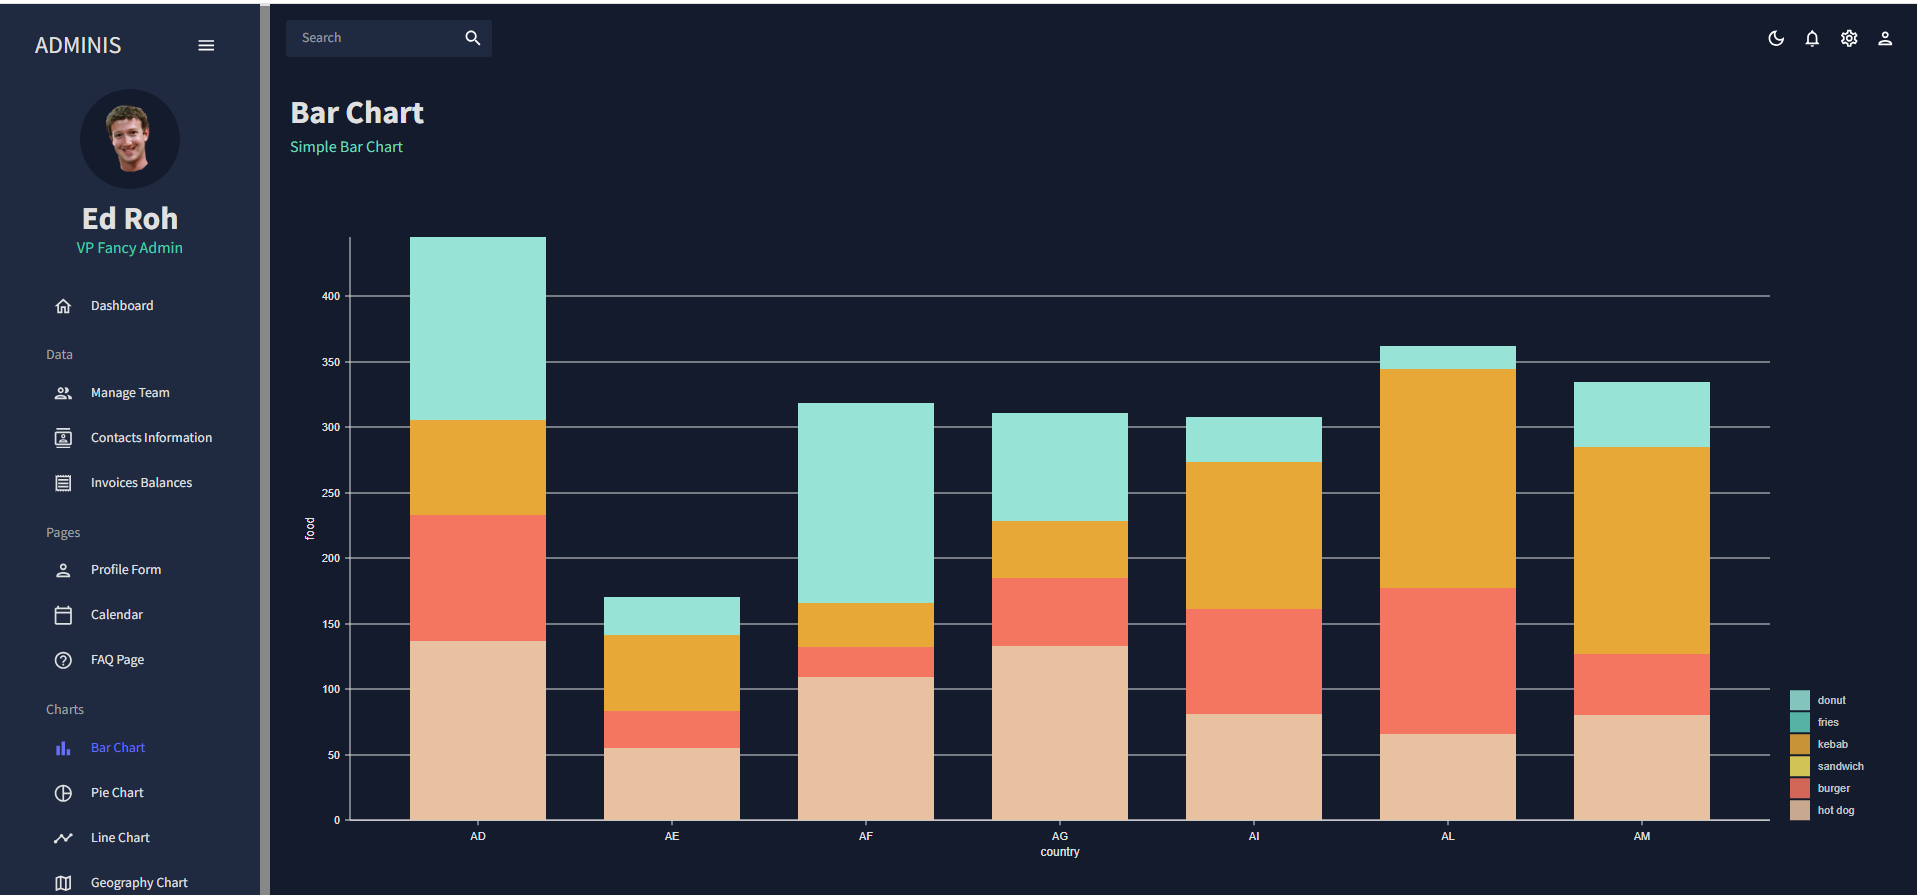 ADMINIS
Ed Roh
VP Fancy Admin
Dashboard
Data
Manage Team
Contacts Information
Invoices Balances
Pages
Profile Form
Calendar
FAQ Page
Charts
Bar Chart
Pie Chart
Line Chart
Geography Chart
Search
Bar Chart
Simple Bar Chart
400
350
300
250
200
150
100
50
0
food
AD
AE
AF
AG
AI
AL
AM
country
donut
fries
kebab
sandwich
burger
hot dog